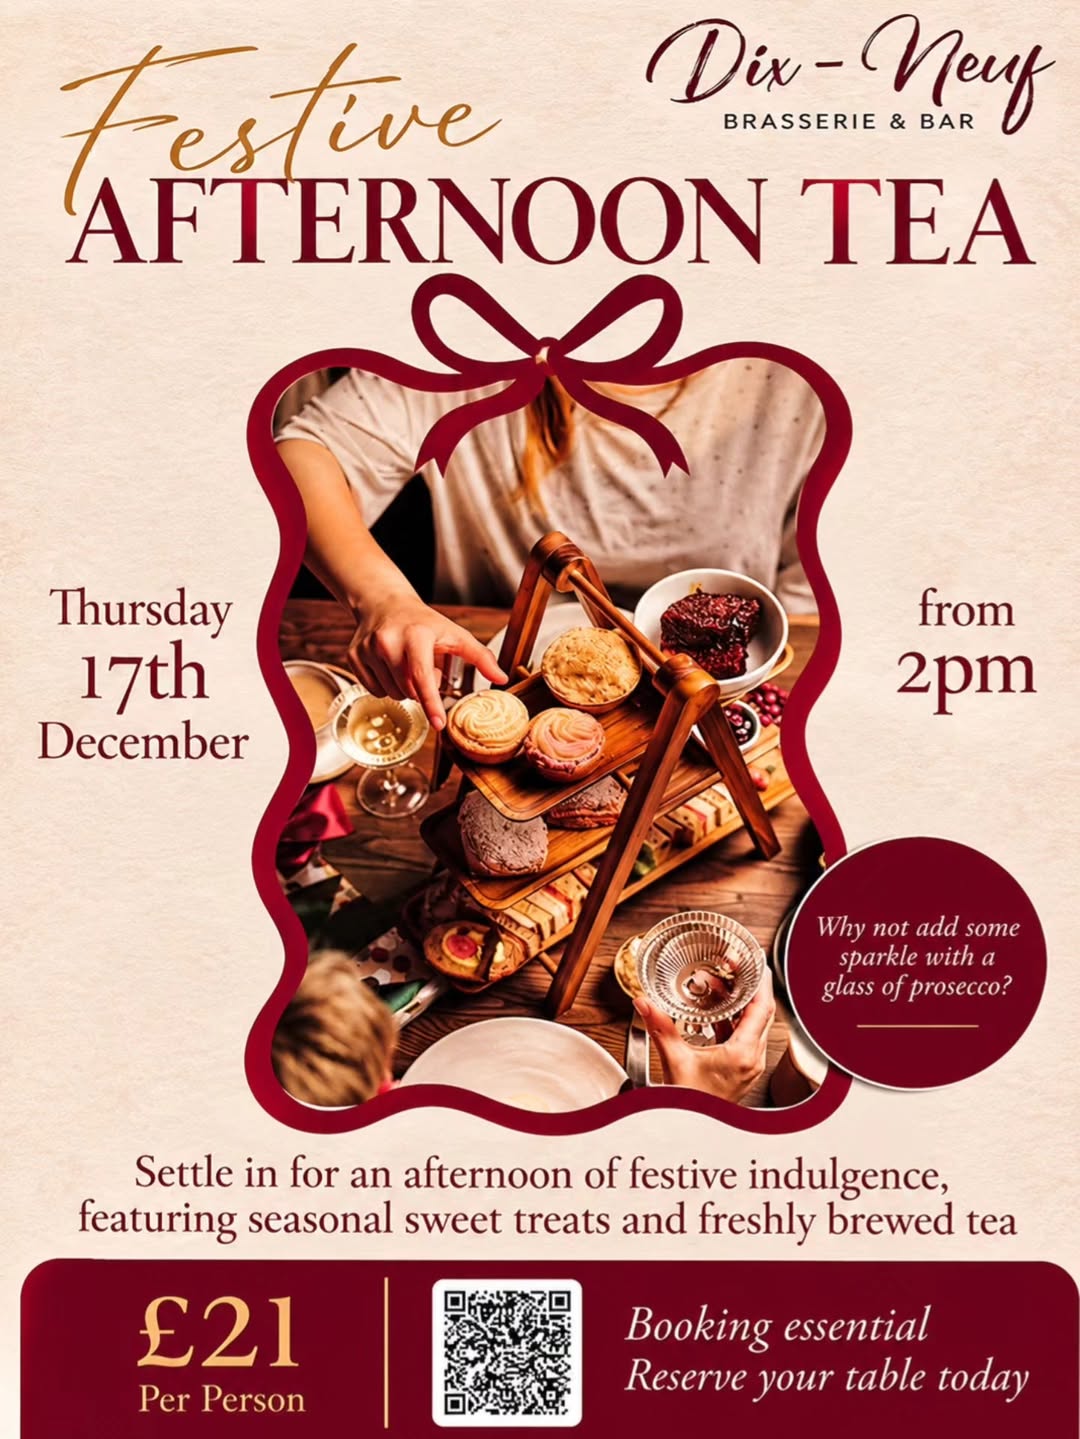 Dix-Neuf
BRASSERIE & BAR
Festive
AFTERNOON TEA
Thursday
17th
December
from
2pm
Why not add some
sparkle with a
glass of prosecco?
Settle in for an afternoon of festive indulgence,
featuring seasonal sweet treats and freshly brewed tea
£21
Per Person
Booking essential
Reserve your table today